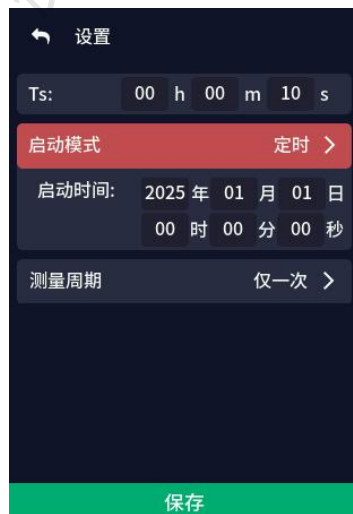 设置
Ts: 00 h 00 m 10 s
启动模式 定时
启动时间: 2025 年 01 月 01 日
00 时 00 分 00 秒
测量周期 仅一次
保存